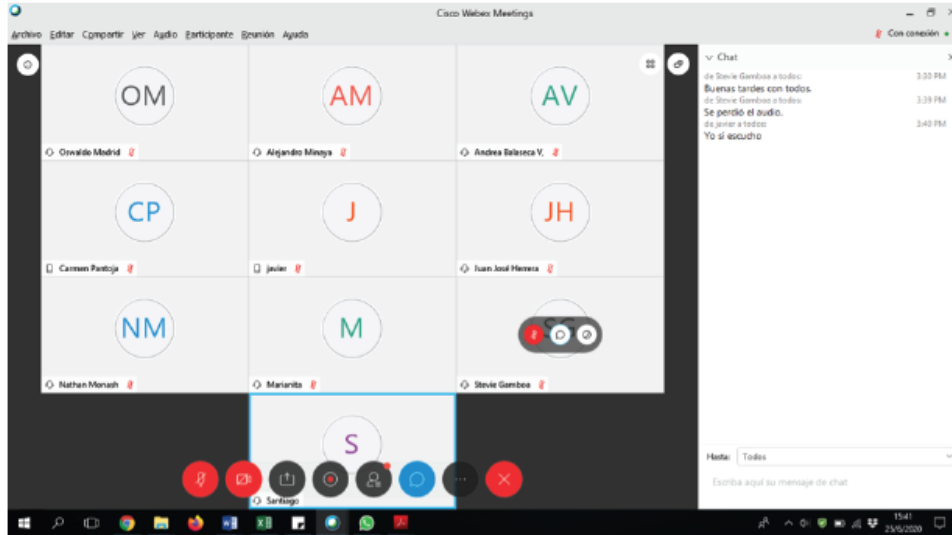 Cisco Webex Meetings
Archivo Editar Compartir Ver Audio Participante Reunión Ayuda
Con conexión
OM
AM
AV
Oswaldo Madrid
Alejandro Minaya
Andrea Balaseca V.
CP
J
JH
Carmen Pantoja
javier
Juan José Herrera
NM
M
SG
Nathan Monash
Marianita
Stevie Gamboa
S
Santiago
Chat
de Stevie Gamboa a todos: 3:30 PM
Buenas tardes con todos.
de Stevie Gamboa a todos: 3:39 PM
Se perdió el audio.
de javier a todos: 3:40 PM
Yo si escucho
Hasta: Todos
Escriba aquí su mensaje de chat
15:41
25/6/2020